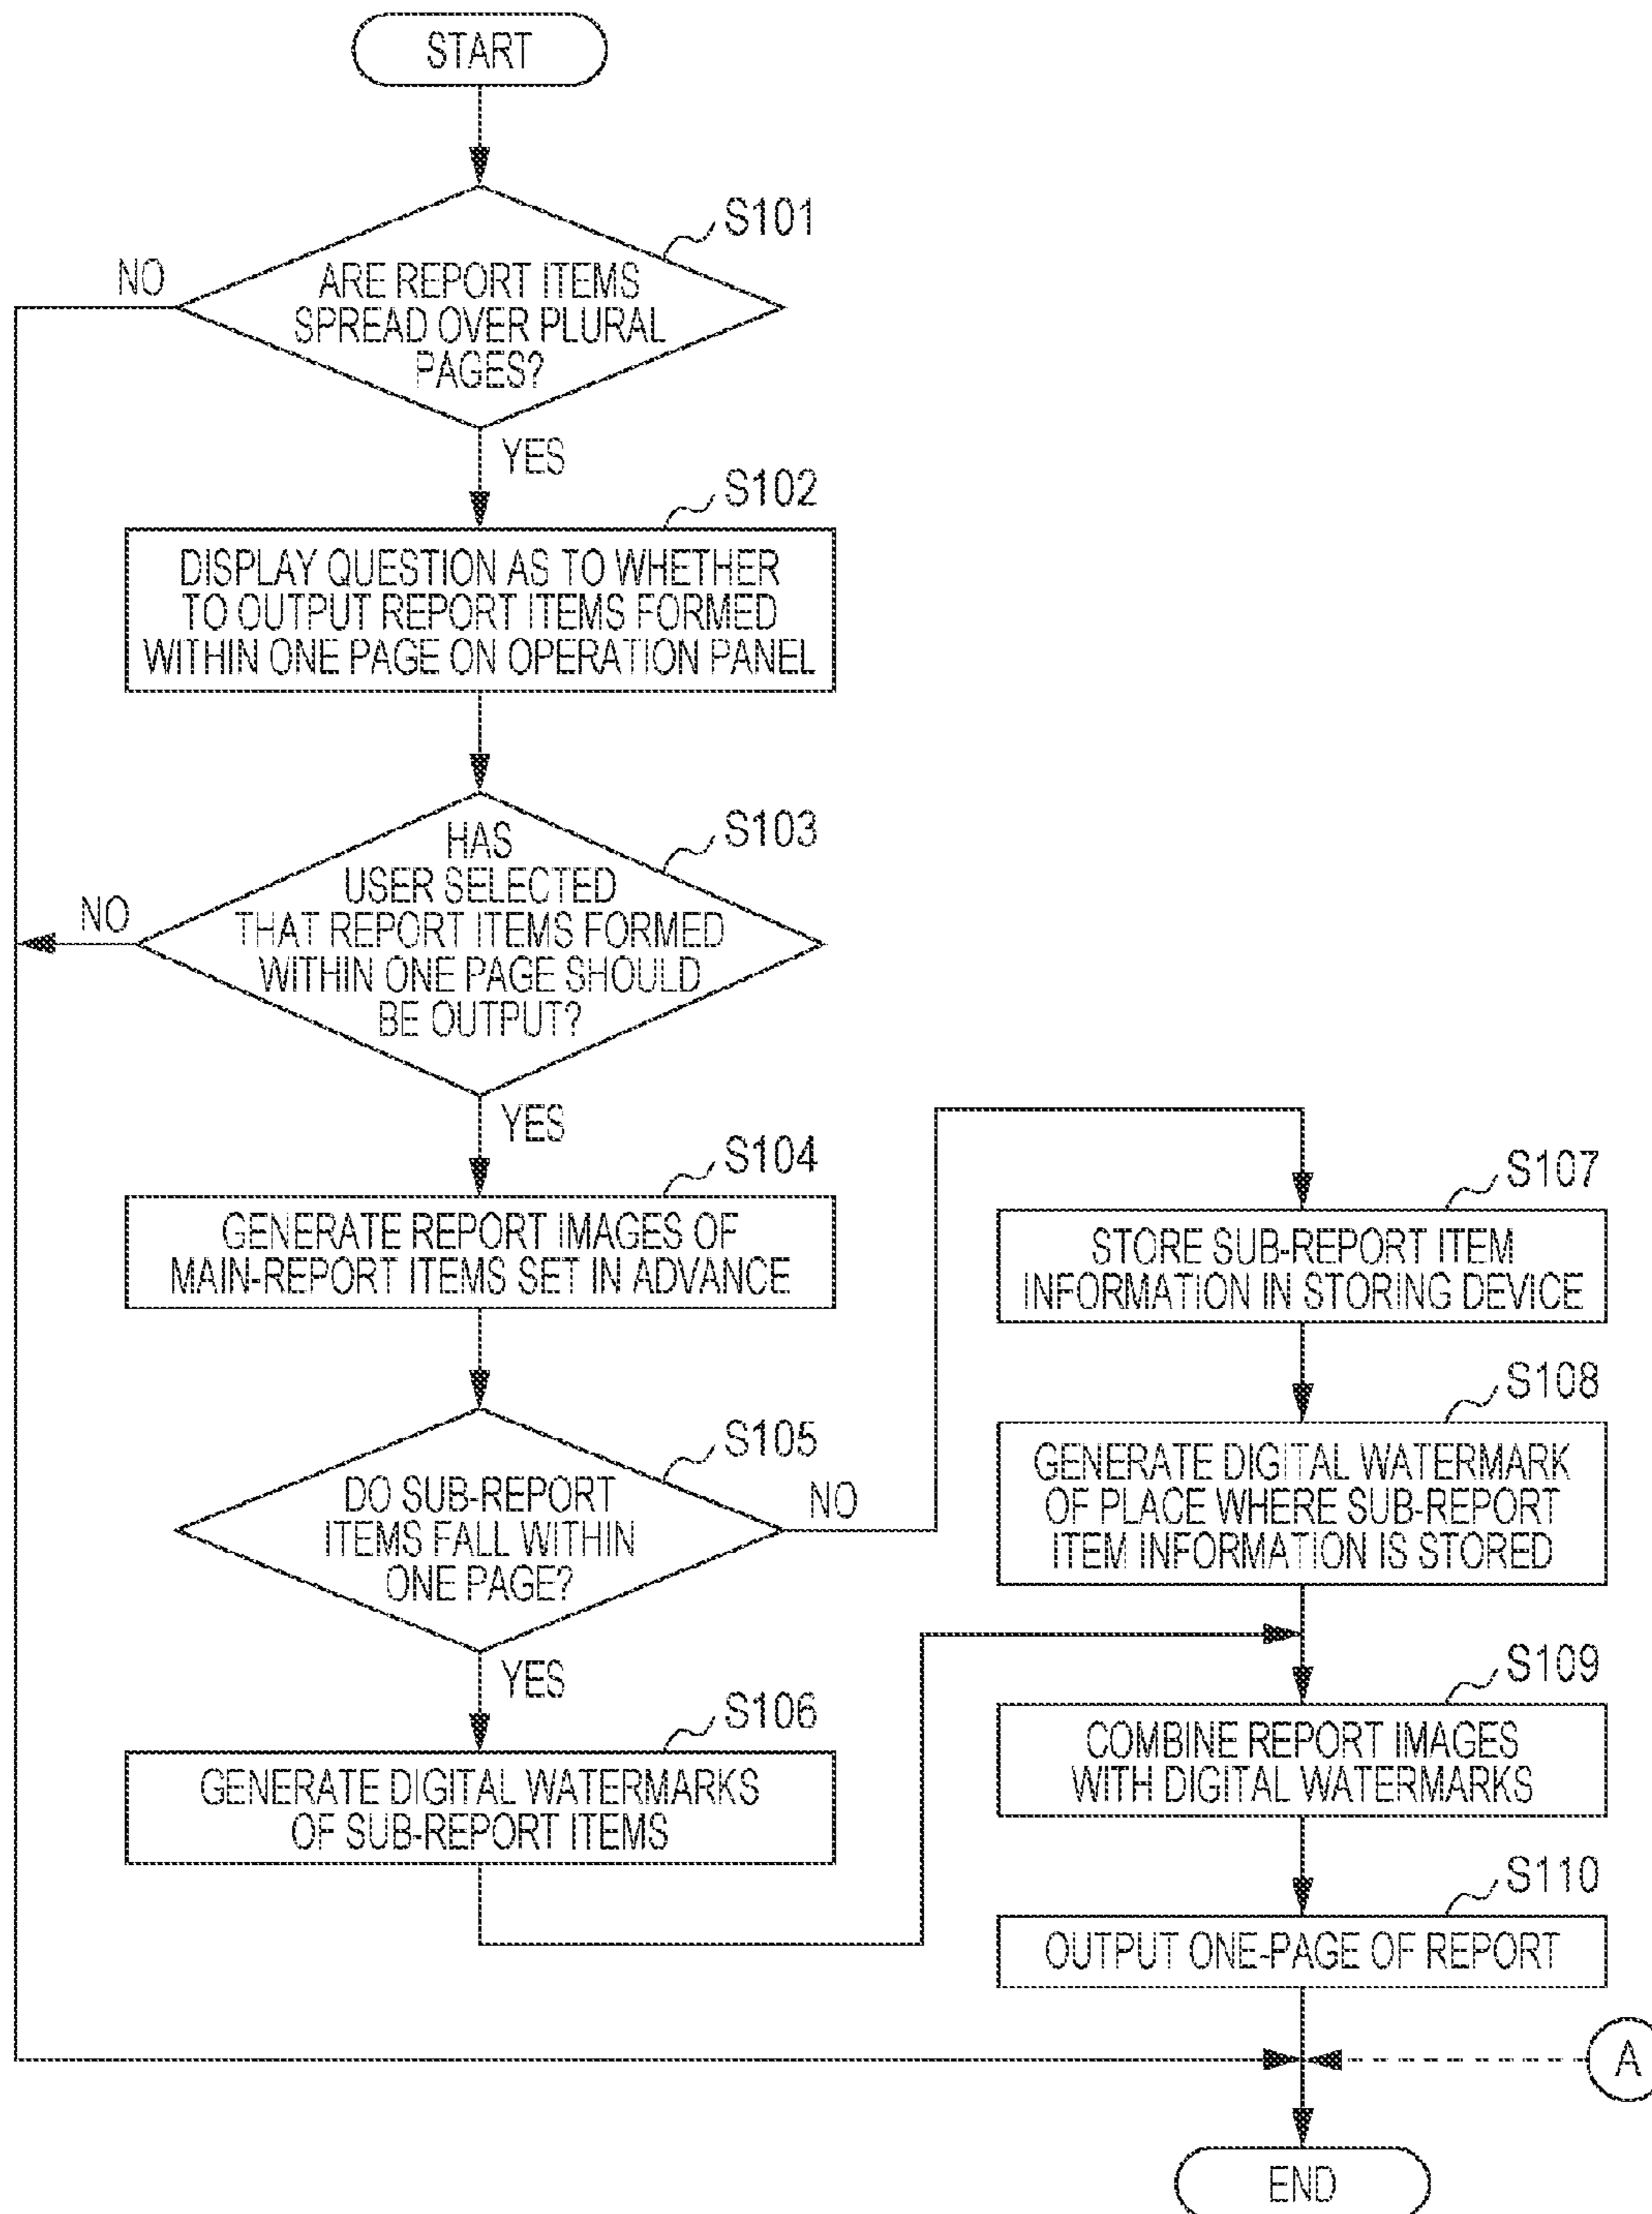 START
S101
NO
ARE REPORT ITEMS
SPREAD OVER PLURAL
PAGES?
YES
S102
DISPLAY QUESTION AS TO WHETHER
TO OUTPUT REPORT ITEMS FORMED
WITHIN ONE PAGE ON OPERATION PANEL
S103
NO
HAS
USER SELECTED
THAT REPORT ITEMS FORMED
WITHIN ONE PAGE SHOULD
BE OUTPUT?
YES
S104
GENERATE REPORT IMAGES OF
MAIN-REPORT ITEMS SET IN ADVANCE
S105
DO SUB-REPORT
ITEMS FALL WITHIN
ONE PAGE?
NO
YES
S106
GENERATE DIGITAL WATERMARKS
OF SUB-REPORT ITEMS
S107
STORE SUB-REPORT ITEM
INFORMATION IN STORING DEVICE
S108
GENERATE DIGITAL WATERMARK
OF PLACE WHERE SUB-REPORT
ITEM INFORMATION IS STORED
S109
COMBINE REPORT IMAGES
WITH DIGITAL WATERMARKS
S110
OUTPUT ONE-PAGE OF REPORT
A
END